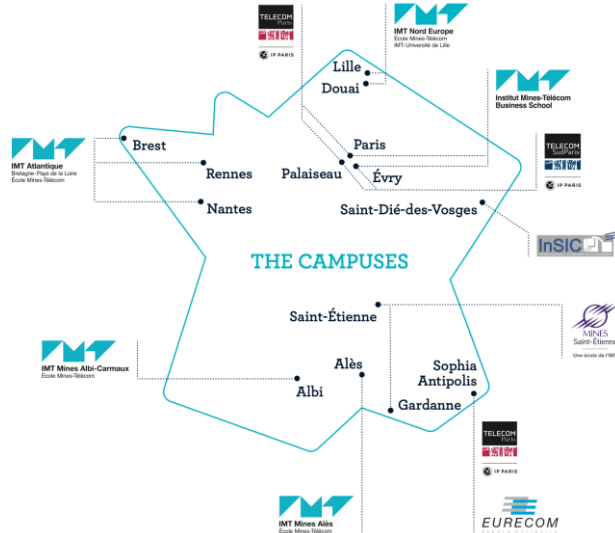 TELECOM
Paris
IP PARIS
IMT Nord Europe
École Mines-Télécom
IMT-Université de Lille
Lille
Douai
Institut Mines-Télécom
Business School
IMT Atlantique
Bretagne-Pays de la Loire
École Mines-Télécom
Brest
Rennes
Nantes
Paris
Palaiseau
Évry
TELECOM
SudParis
IP PARIS
Saint-Dié-des-Vosges
InSIC
THE CAMPUSES
Saint-Étienne
MINES
Saint-Étienne
Une école de l'IMT
IMT Mines Albi-Carmaux
École Mines-Télécom
Albi
Alès
Sophia
Antipolis
Gardanne
TELECOM
Paris
IP PARIS
IMT Mines Alès
École Mines-Télécom
EURECOM